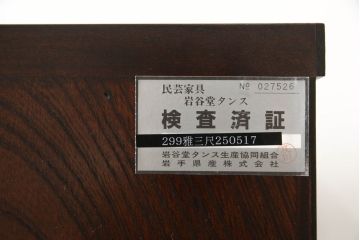 民芸家具 № 027526
岩谷堂タンス
検査済証
299雅三尺250517
岩谷堂タンス生産協同組合
岩手県産株式会社